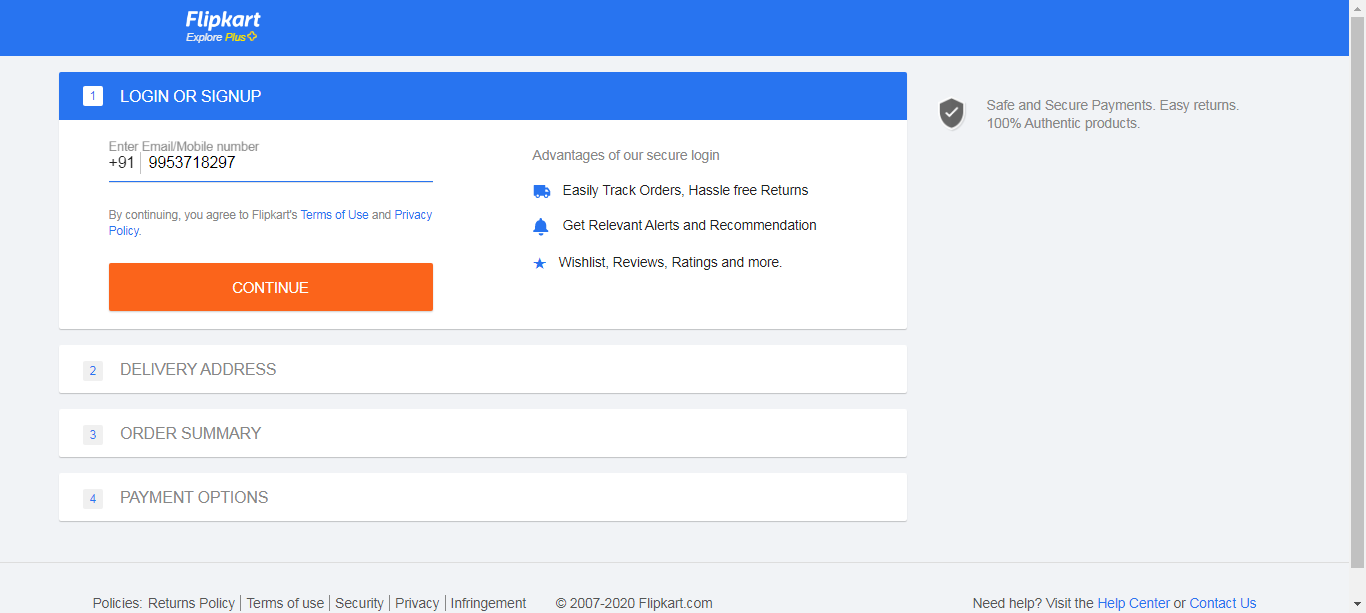 Flipkart
Explore Plus
1 LOGIN OR SIGNUP
Enter Email/Mobile number
+91 9953718297
By continuing, you agree to Flipkart's Terms of Use and Privacy
Policy.
CONTINUE
Advantages of our secure login
Easily Track Orders, Hassle free Returns
Get Relevant Alerts and Recommendation
Wishlist, Reviews, Ratings and more.
Safe and Secure Payments. Easy returns.
100% Authentic products.
2 DELIVERY ADDRESS
3 ORDER SUMMARY
4 PAYMENT OPTIONS
Policies: Returns Policy | Terms of use | Security | Privacy | Infringement © 2007-2020 Flipkart.com Need help? Visit the Help Center or Contact Us